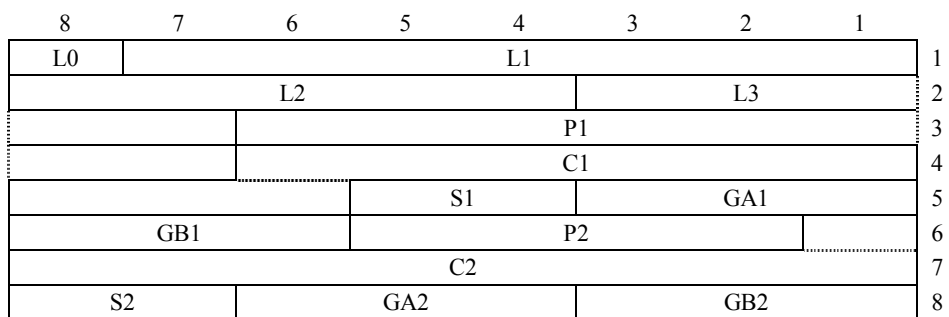 8 7 6 5 4 3 2 1
L0 L1 1
L2 L3 2
P1 3
C1 4
S1 GA1 5
GB1 P2 6
C2 7
S2 GA2 GB2 8